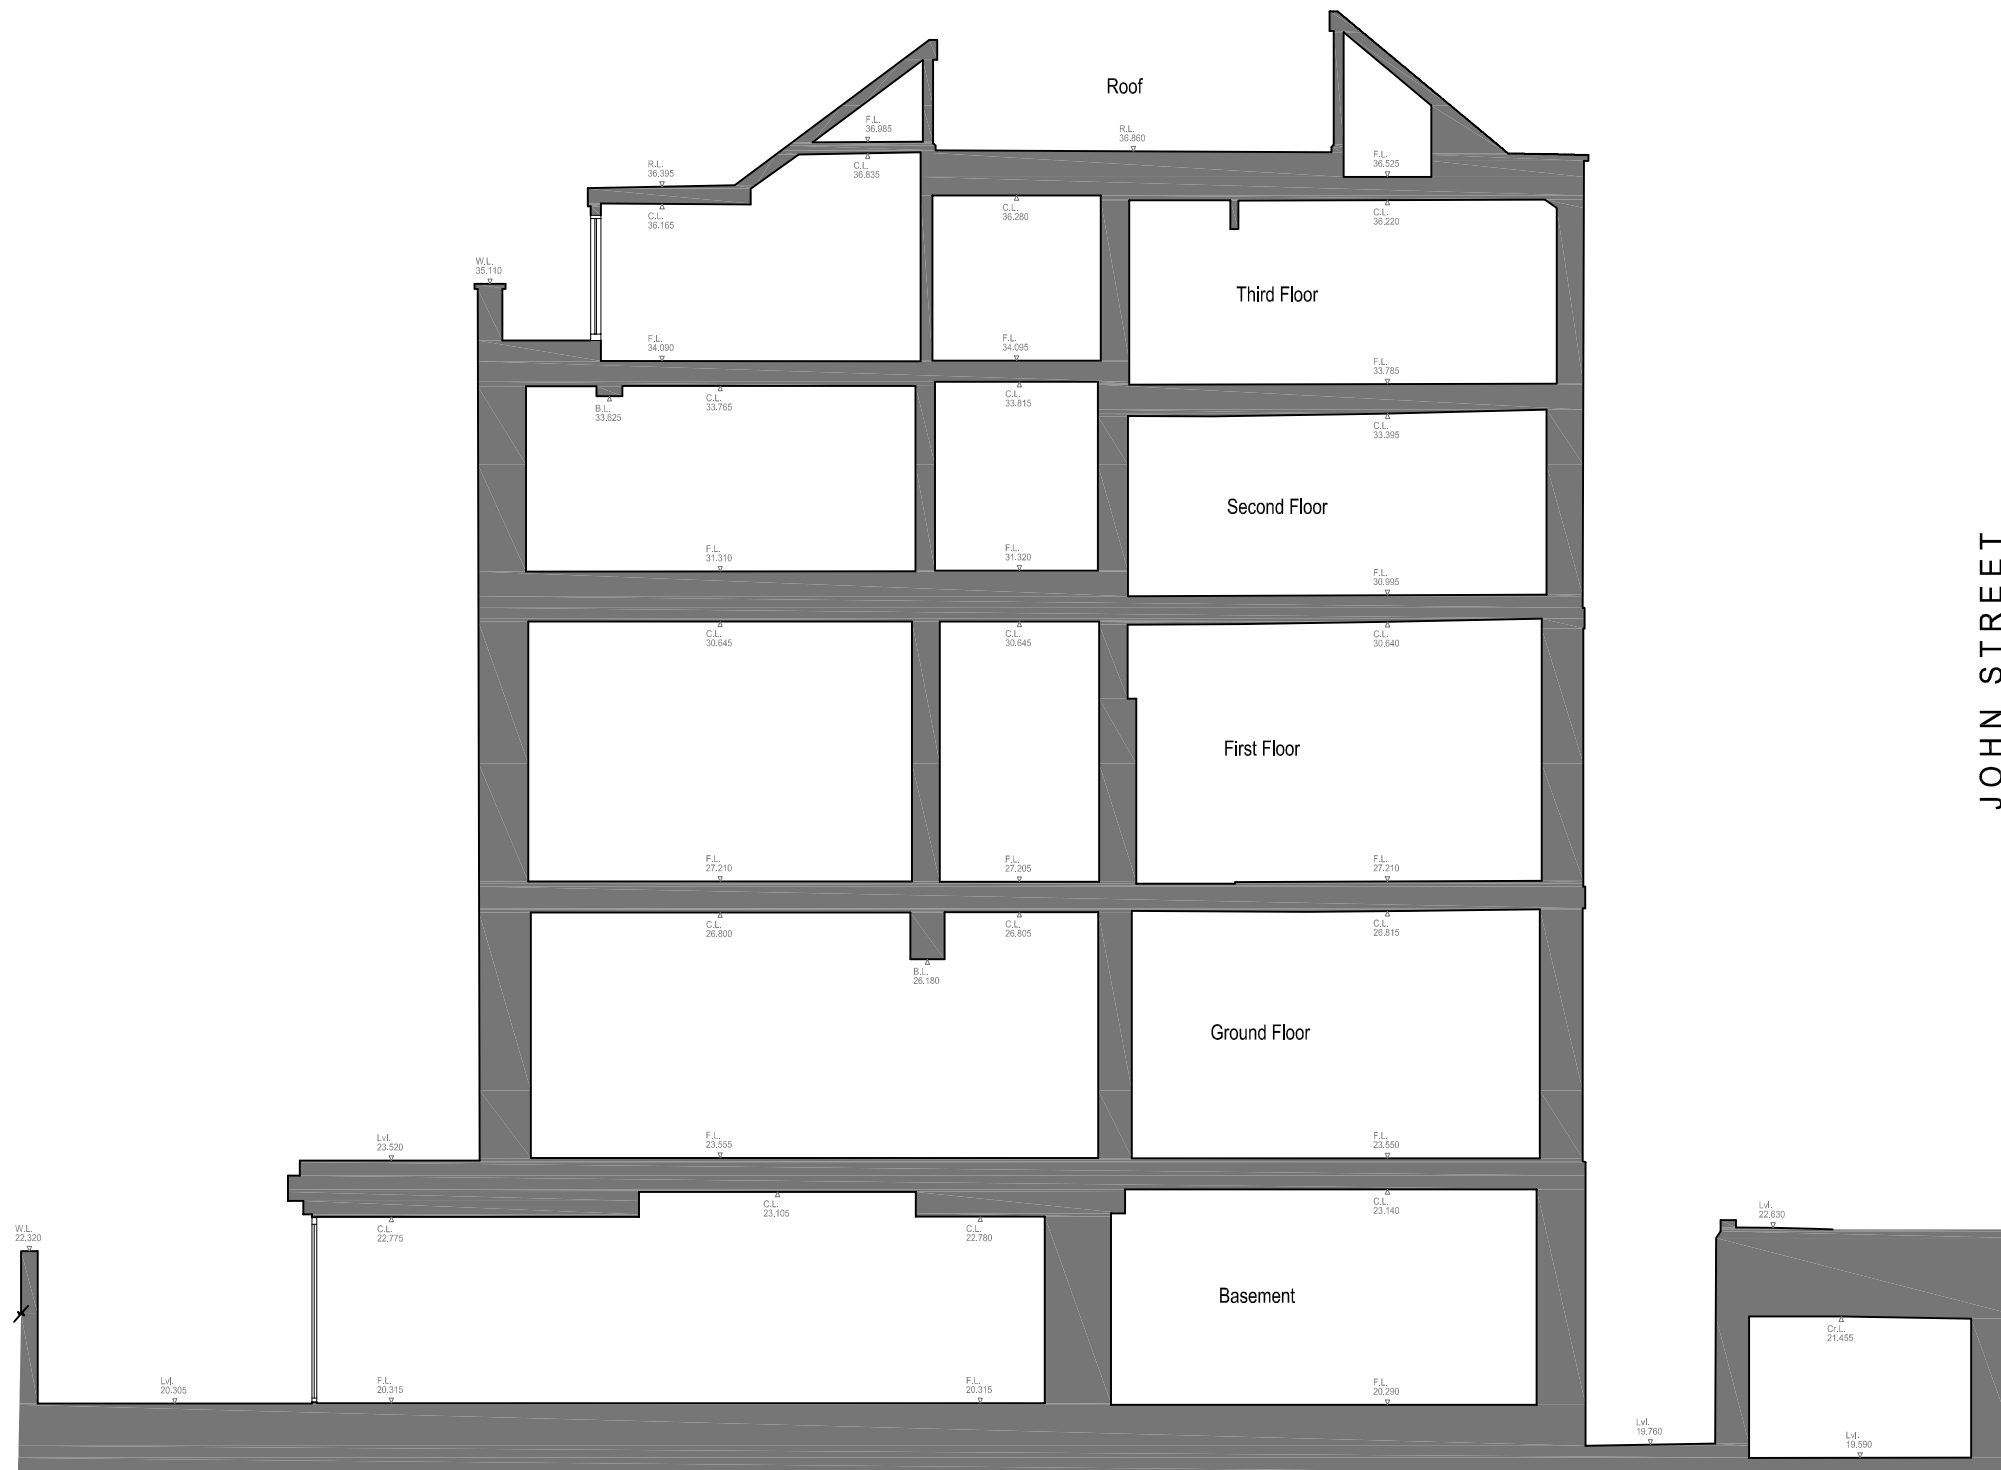 Roof
F.L.
36.985
R.L.
36.860
C.L.
36.835
F.L.
36.525
R.L.
36.395
C.L.
36.165
C.L.
36.280
C.L.
36.220
W.L.
35.110
Third Floor
F.L.
34.090
F.L.
34.095
F.L.
33.785
B.L.
33.625
C.L.
33.765
C.L.
33.815
C.L.
33.395
Second Floor
F.L.
31.310
F.L.
31.320
F.L.
30.995
C.L.
30.645
C.L.
30.645
C.L.
30.640
JOHN STREET
First Floor
F.L.
27.210
F.L.
27.205
F.L.
27.210
C.L.
26.800
C.L.
26.805
C.L.
26.815
B.L.
26.180
Ground Floor
F.L.
23.555
F.L.
23.550
Lvl.
23.520
C.L.
23.105
C.L.
23.140
Lvl.
22.630
W.L.
22.320
C.L.
22.775
C.L.
22.780
Basement
Cr.L.
21.455
Lvl.
20.305
F.L.
20.315
F.L.
20.315
F.L.
20.290
Lvl.
19.760
Lvl.
19.590